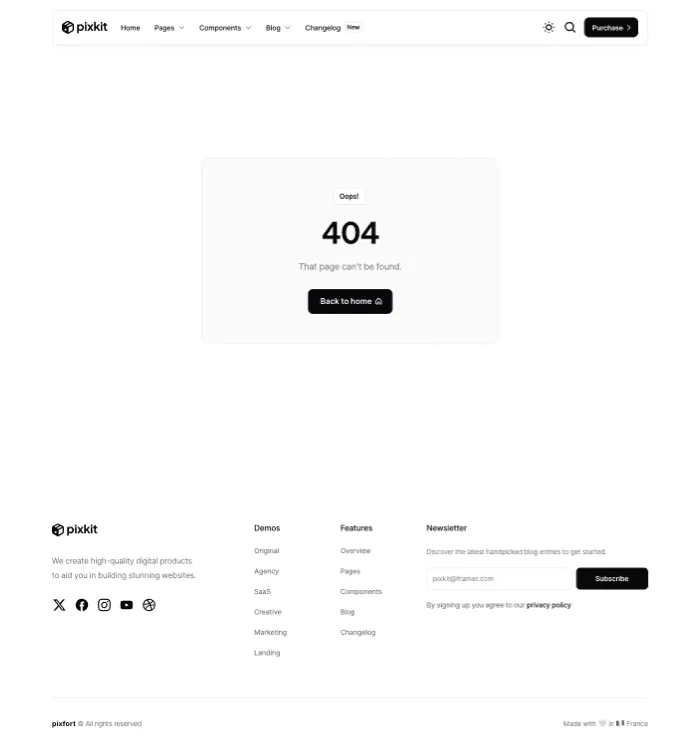 pixkit Home Pages Components Blog Changelog New Purchase
Oops!
404
That page can't be found.
Back to home
pixkit
We create high-quality digital products
to aid you in building stunning websites.
Demos
Original
Agency
SaaS
Creative
Marketing
Landing
Features
Overview
Pages
Components
Blog
Changelog
Newsletter
Discover the latest handpicked blog entries to get started.
pixkit@framer.com
Subscribe
By signing up you agree to our privacy policy
pixfort © All rights reserved
Made with in France